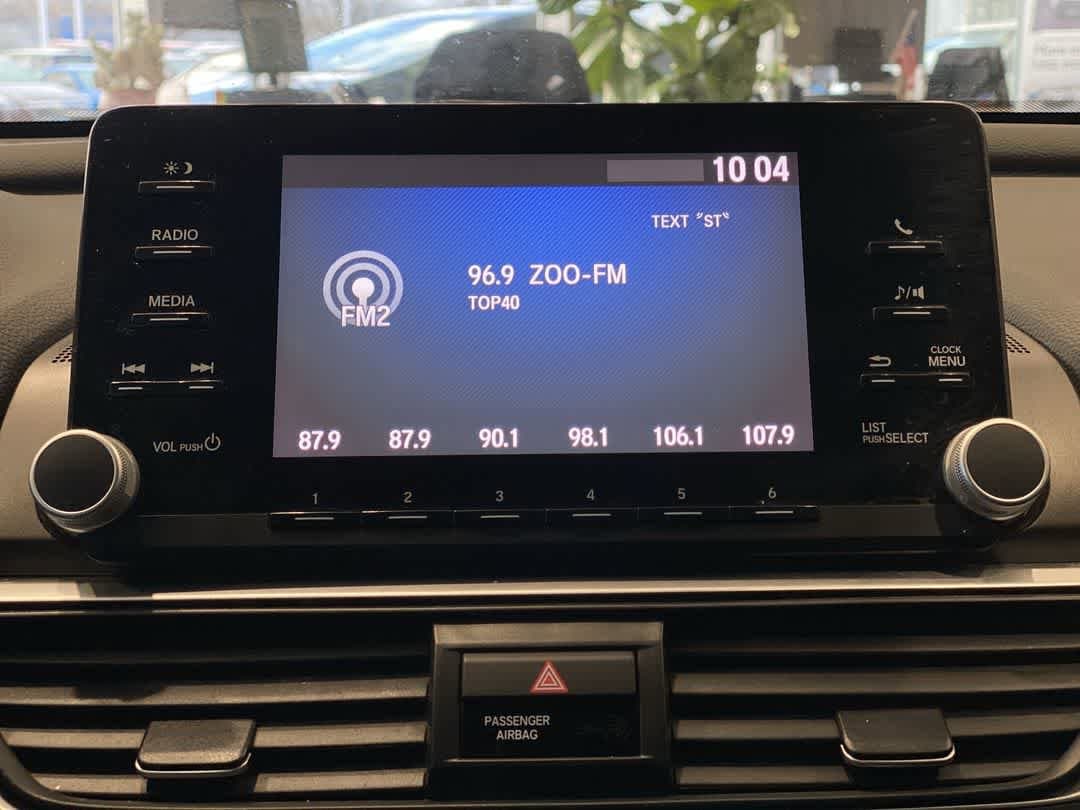 10 04
RADIO
TEXT "ST"
96.9 ZOO-FM
TOP40
MEDIA
FM2
CLOCK
MENU
VOL PUSH
LIST
PUSH SELECT
87.9 87.9 90.1 98.1 106.1 107.9
1 2 3 4 5 6
PASSENGER
AIRBAG